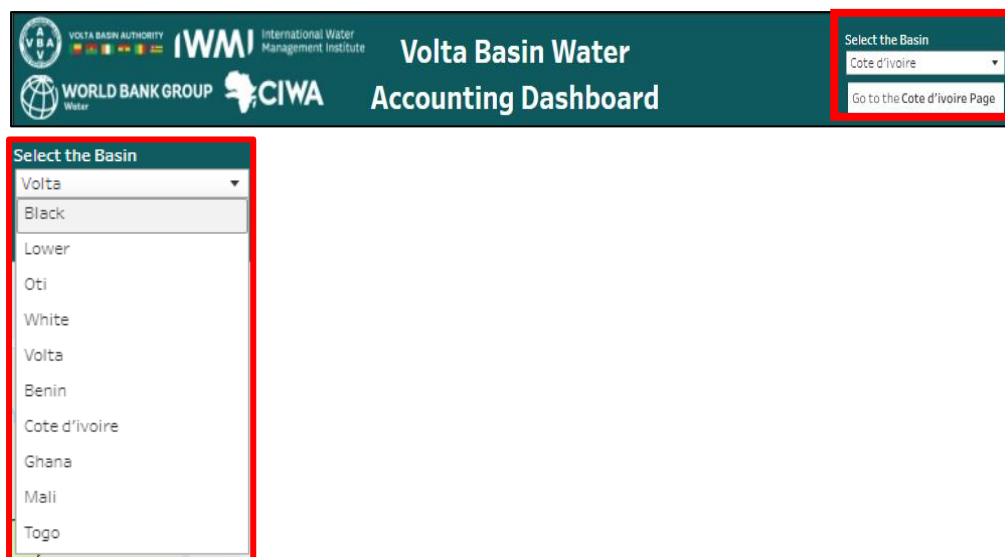 VBA
VOLTA BASIN AUTHORITY
IWMI
International Water
Management Institute
WORLD BANK GROUP
Water
CIWA
Volta Basin Water
Accounting Dashboard
Select the Basin
Cote d'ivoire
Go to the Cote d'ivoire Page
Select the Basin
Volta
Black
Lower
Oti
White
Volta
Benin
Cote d'ivoire
Ghana
Mali
Togo